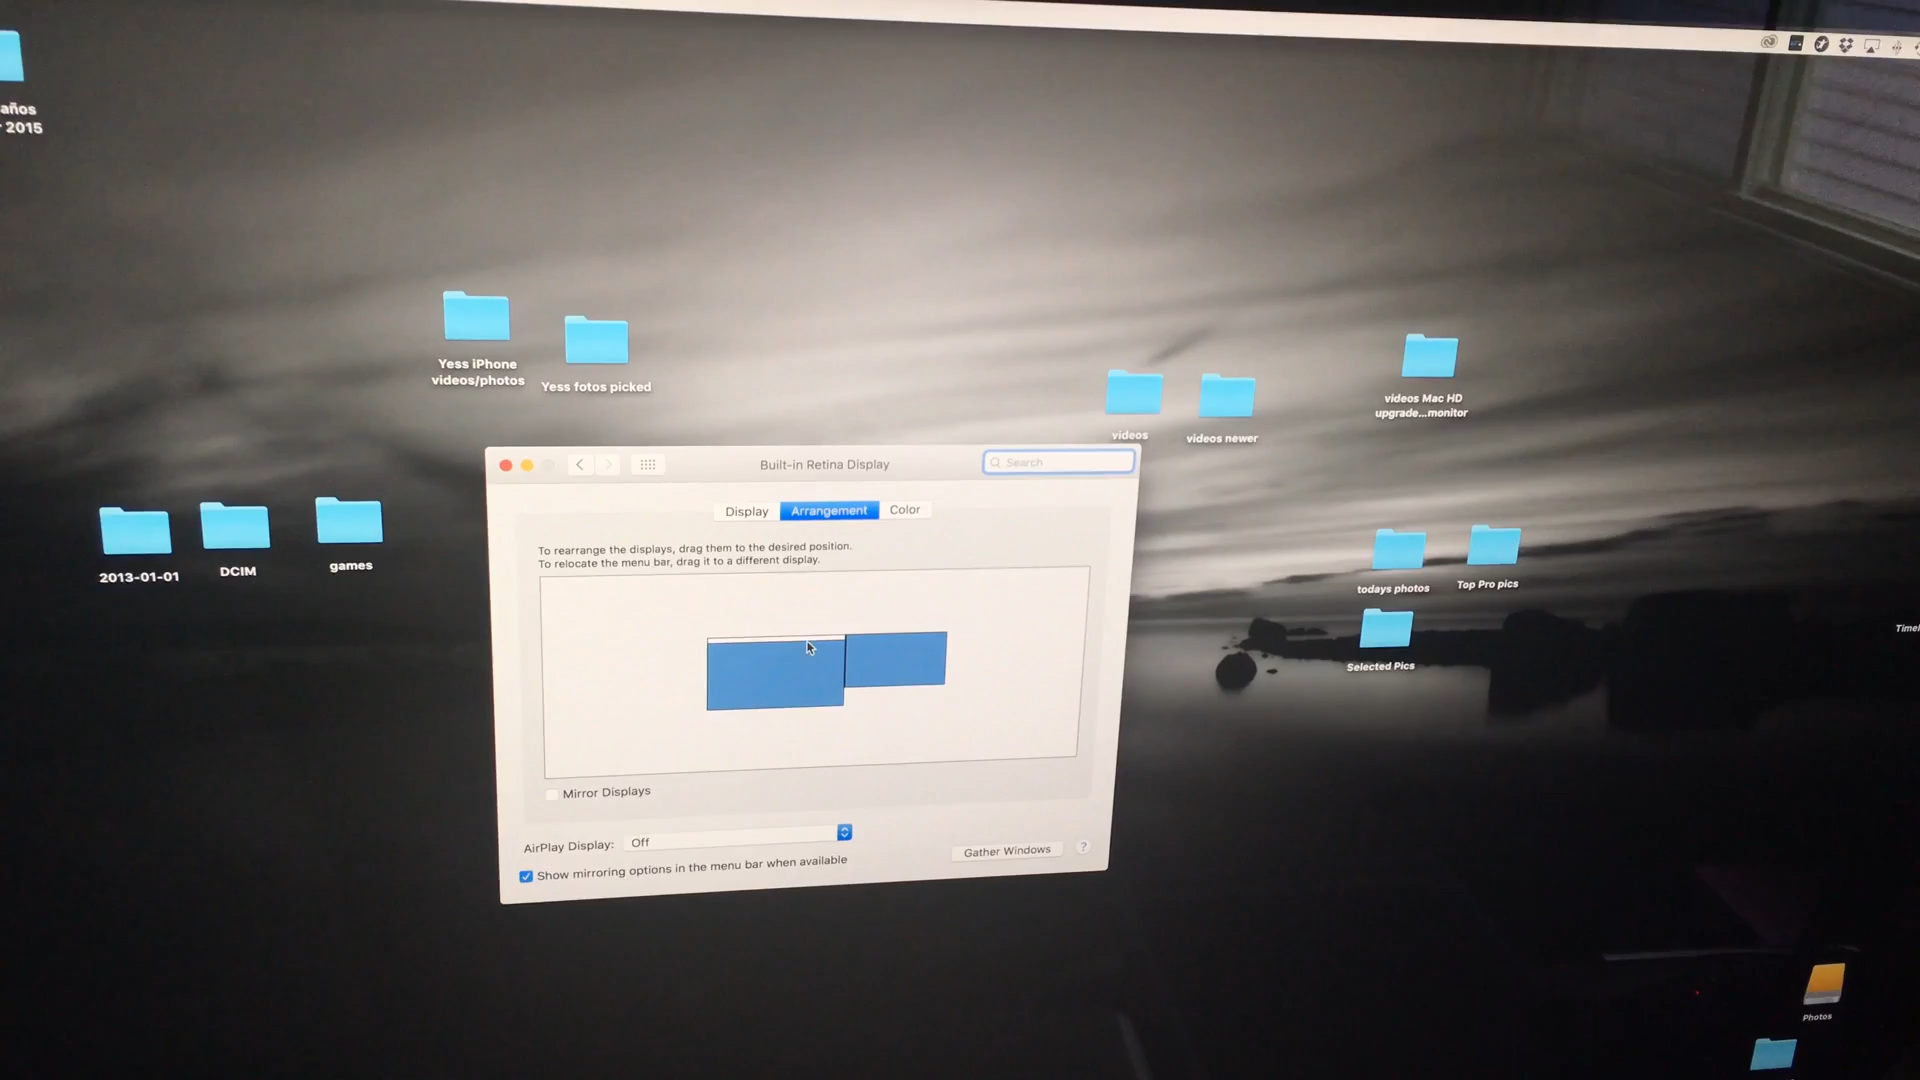 años
2015
Yess iPhone
videos/photos
Yess fotos picked
videos
videos newer
videos Mac HD
upgrade...monitor
2013-01-01
DCIM
games
Built-in Retina Display
Search
Display
Arrangement
Color
To rearrange the displays, drag them to the desired position.
To relocate the menu bar, drag it to a different display.
Mirror Displays
AirPlay Display:
Off
Show mirroring options in the menu bar when available
Gather Windows
?
todays photos
Top Pro pics
Selected Pics
Timel
Photos